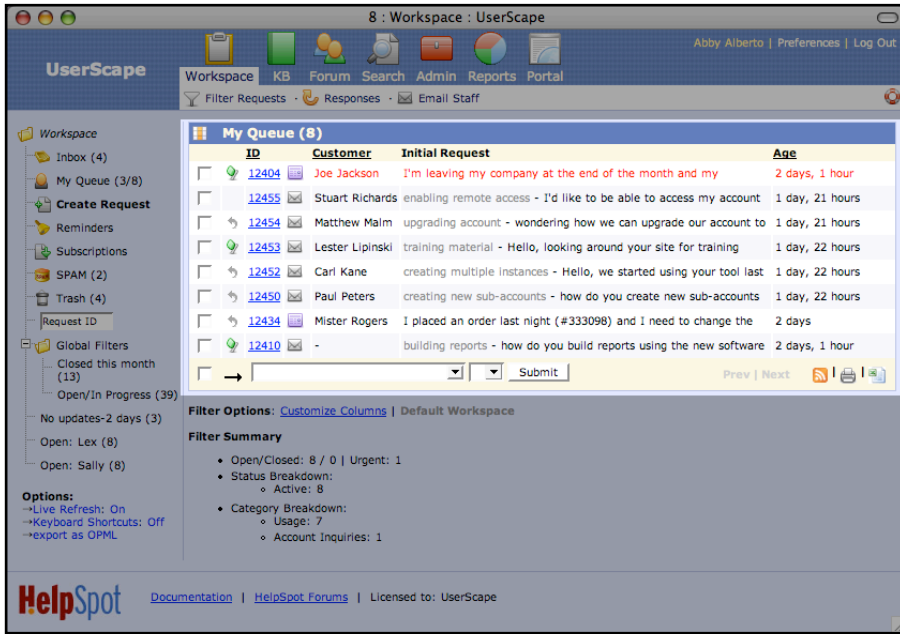 8 : Workspace : UserScape
Abby Alberto | Preferences | Log Out
UserScape
Workspace KB Forum Search Admin Reports Portal
Filter Requests · Responses · Email Staff
Workspace
Inbox (4)
My Queue (3/8)
Create Request
Reminders
Subscriptions
SPAM (2)
Trash (4)
Request ID
Global Filters
Closed this month
(13)
Open/In Progress (39)
No updates-2 days (3)
Open: Lex (8)
Open: Sally (8)
Options:
→Live Refresh: On
→Keyboard Shortcuts: Off
→export as OPML
My Queue (8)
ID Customer Initial Request Age
12404 Joe Jackson I'm leaving my company at the end of the month and my 2 days, 1 hour
12455 Stuart Richards enabling remote access - I'd like to be able to access my account 1 day, 21 hours
12454 Matthew Malm upgrading account - wondering how we can upgrade our account to 1 day, 21 hours
12453 Lester Lipinski training material - Hello, looking around your site for training 1 day, 22 hours
12452 Carl Kane creating multiple instances - Hello, we started using your tool last 1 day, 22 hours
12450 Paul Peters creating new sub-accounts - how do you create new sub-accounts 1 day, 22 hours
12434 Mister Rogers I placed an order last night (#333098) and I need to change the 2 days
12410 - building reports - how do you build reports using the new software 2 days, 1 hour
→ Submit Prev | Next
Filter Options: Customize Columns | Default Workspace
Filter Summary
• Open/Closed: 8 / 0 | Urgent: 1
• Status Breakdown:
◦ Active: 8
• Category Breakdown:
◦ Usage: 7
◦ Account Inquiries: 1
HelpSpot
Documentation | HelpSpot Forums | Licensed to: UserScape